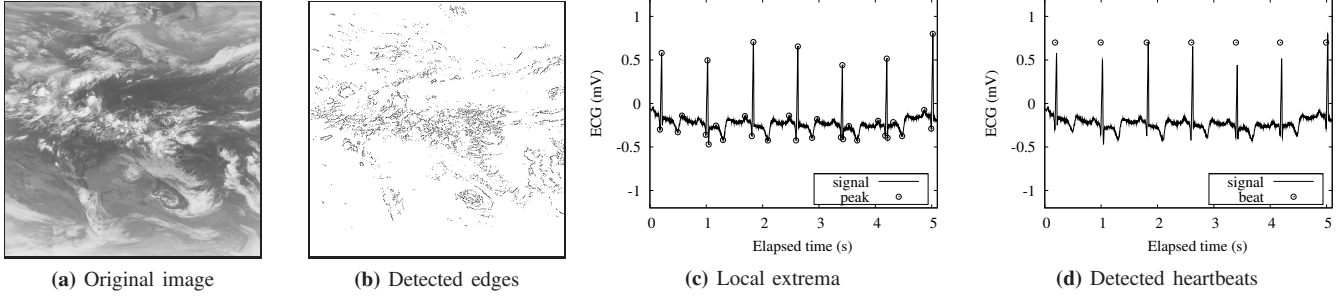 1
0.5
0
-0.5
-1
ECG (mV)
signal
peak
0 1 2 3 4 5
Elapsed time (s)
1
0.5
0
-0.5
-1
ECG (mV)
signal
beat
0 1 2 3 4 5
Elapsed time (s)
(a) Original image
(b) Detected edges
(c) Local extrema
(d) Detected heartbeats